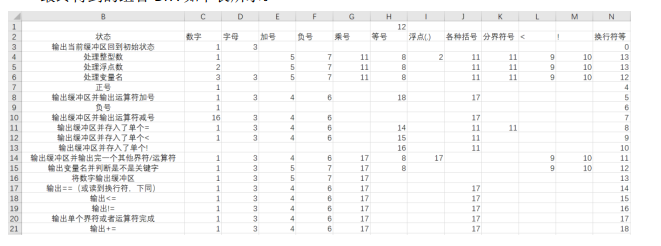 A B C D E F G H I J K L M N
1 12
2 状态 数字 字母 加号 负号 乘号 等号 浮点(.) 各种括号 分界符号 < ! 换行符等
3 输出当前缓冲区回到初始状态 1 3 0
4 处理整型数 1 5 7 11 8 2 11 11 9 10 13
5 处理浮点数 2 5 7 11 8 11 11 9 10 13
6 处理变量名 3 3 5 7 11 8 11 11 9 10 12
7 正号 1 4
8 输出缓冲区并输出运算符加号 1 3 4 6 18 17 5
9 负号 1 6
10 输出缓冲区并输出运算符减号 16 3 4 6 17 7
11 输出缓冲区并存入了单个= 1 3 4 6 14 11 11 8
12 输出缓冲区并存入了单个< 1 3 4 6 15 11 9
13 输出缓冲区并存入了单个! 16 11 10
14 输出缓冲区并输出完一个其他界符/运算符 1 3 4 6 17 8 17 9 10 11
15 输出变量名并判断是不是关键字 1 3 5 7 17 8 9 10 12
16 将数字输出缓冲区 1 3 5 7 17 13
17 输出==（或读到换行符，下同） 1 3 4 6 17 17 14
18 输出<= 1 3 4 6 17 17 15
19 输出!= 1 3 4 6 17 17 16
20 输出单个界符或者运算符完成 1 3 4 6 17 17 17
21 输出+= 1 3 4 6 17 17 18